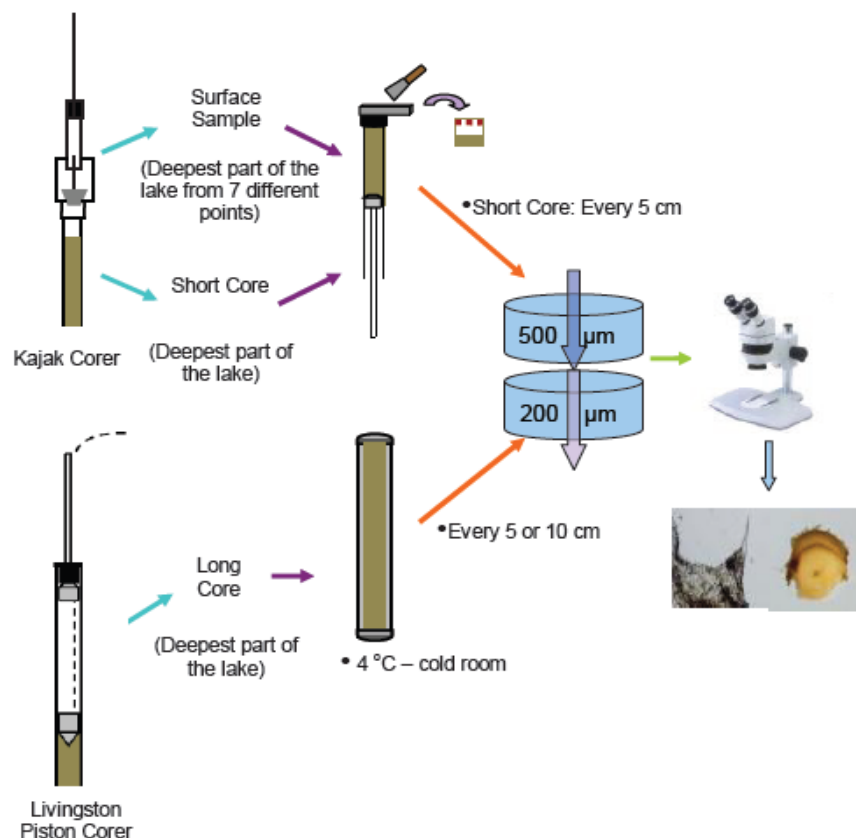 Surface
Sample
(Deepest part of the
lake from 7 different
points)
•Short Core: Every 5 cm
Short Core
(Deepest part of
the lake)
Kajak Corer
500 µm
200 µm
•Every 5 or 10 cm
Long
Core
(Deepest part of
the lake)
• 4 °C – cold room
Livingston
Piston Corer